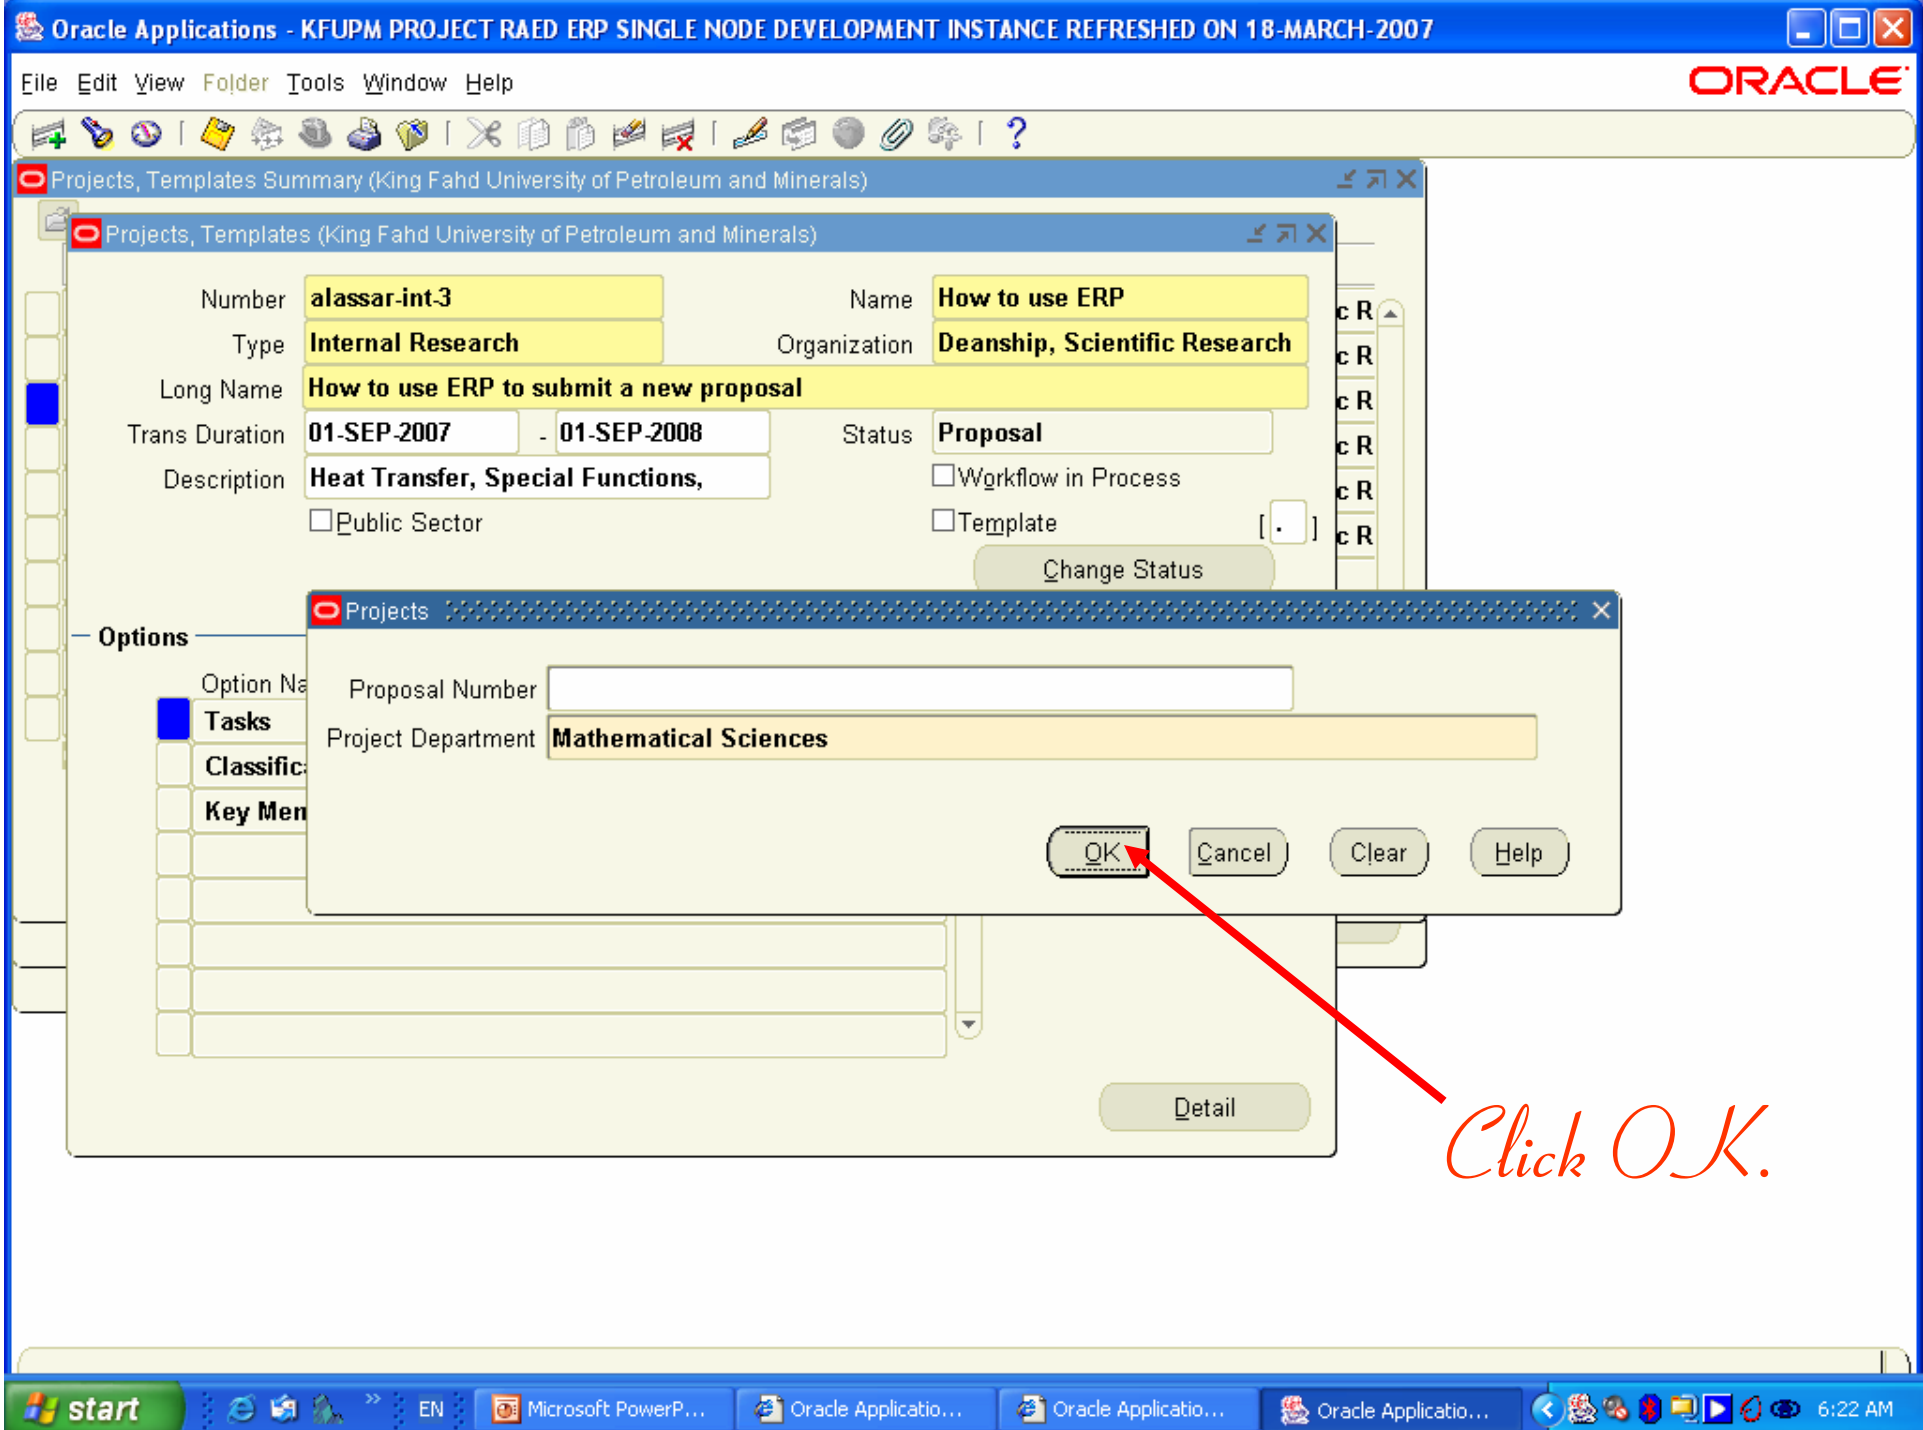 Oracle Applications - KFUPM PROJECT RAED ERP SINGLE NODE DEVELOPMENT INSTANCE REFRESHED ON 18-MARCH-2007
File Edit View Folder Tools Window Help
ORACLE
Projects, Templates Summary (King Fahd University of Petroleum and Minerals)
Projects, Templates (King Fahd University of Petroleum and Minerals)
Number alassar-int-3 Name How to use ERP
c R
Type Internal Research Organization Deanship, Scientific Research
c R
Long Name How to use ERP to submit a new proposal
c R
Trans Duration 01-SEP-2007 - 01-SEP-2008 Status Proposal
c R
Description Heat Transfer, Special Functions, Workflow in Process
c R
Public Sector Template [ . ]
c R
Change Status
Projects
Options
Option Na
Proposal Number
Tasks
Project Department Mathematical Sciences
Classific
Key Mem
OK Cancel Clear Help
Detail
Click OK.
start EN Microsoft PowerP... Oracle Applicatio... Oracle Applicatio... Oracle Applicatio... 6:22 AM